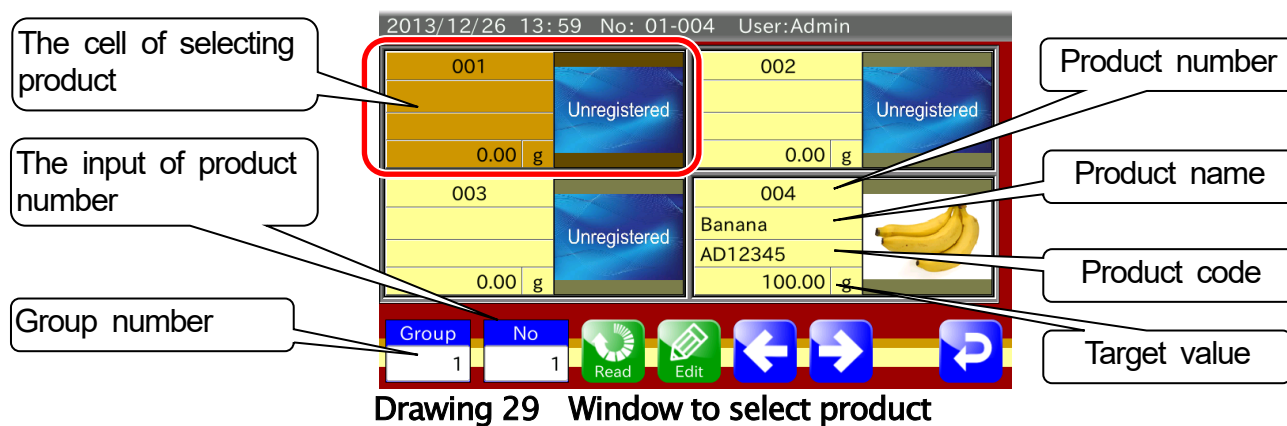 2013/12/26 13:59 No: 01-004 User:Admin
The cell of selecting
product
The input of product
number
Group number
001
Unregistered
0.00 g
002
Unregistered
0.00 g
003
Unregistered
0.00 g
004
Banana
AD12345
100.00 g
Product number
Product name
Product code
Target value
Group
1
No
1
Read
Edit
Drawing 29 Window to select product